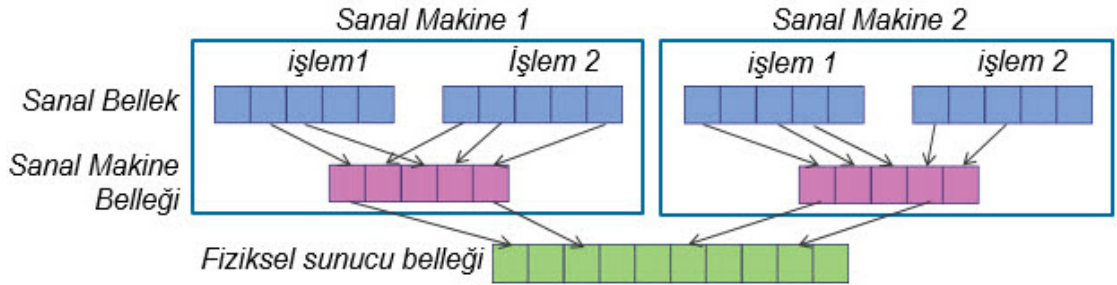 Sanal Makine 1
Sanal Makine 2
işlem1
İşlem 2
işlem 1
işlem 2
Sanal Bellek
Sanal Makine
Belleği
Fiziksel sunucu belleği